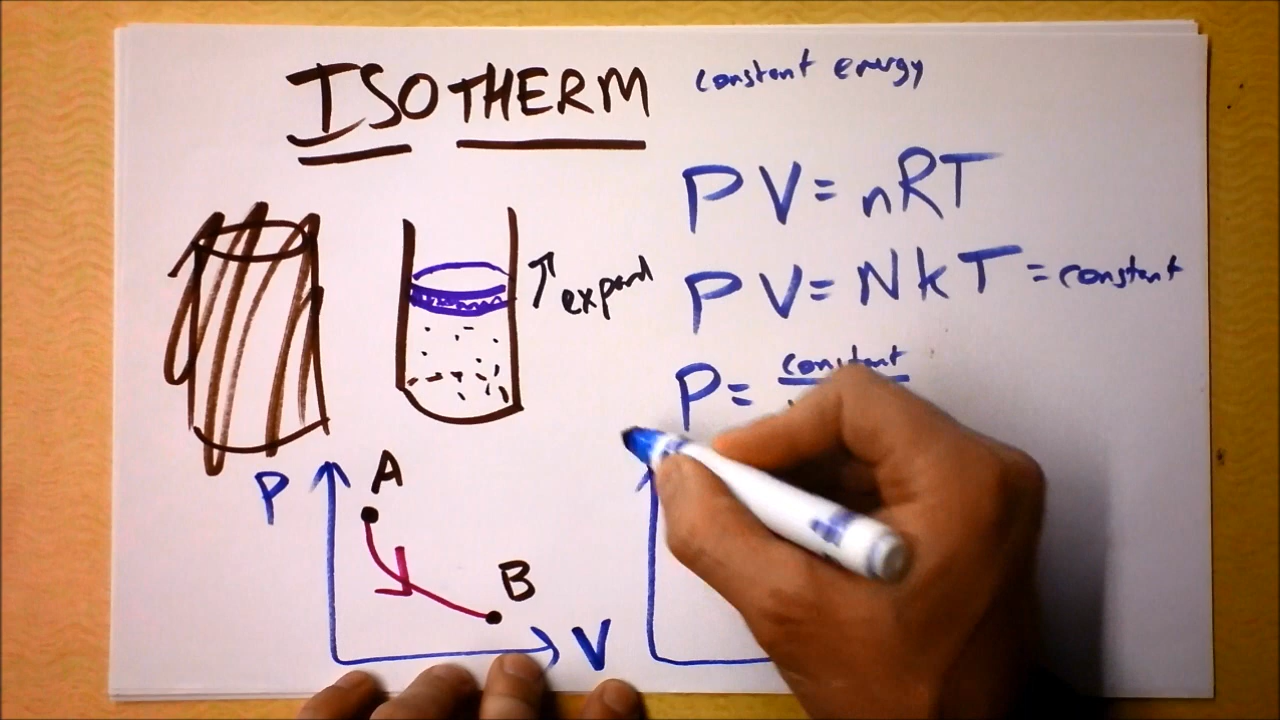 ISOTHERM
constant energy
PV=nRT
PV=NkT=constant
expand
P= constant
P
A
B
V